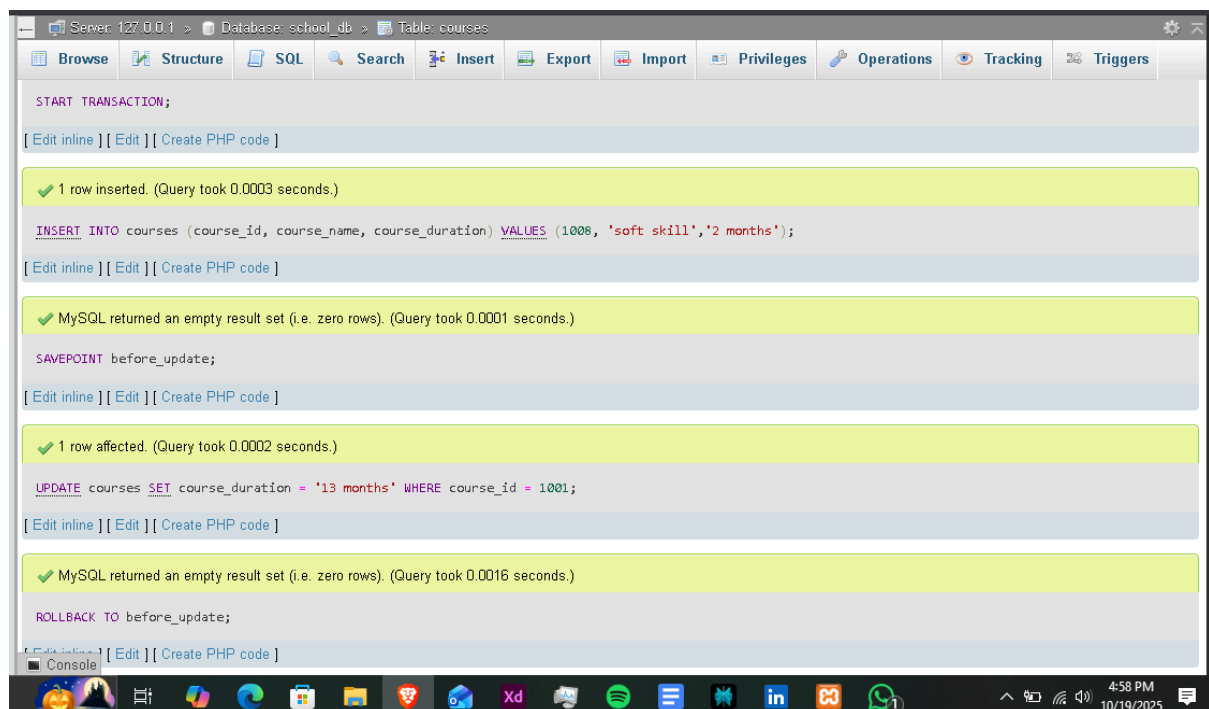 Server: 127.0.0.1 » Database: school_db » Table: courses
Browse Structure SQL Search Insert Export Import Privileges Operations Tracking Triggers
START TRANSACTION;
[ Edit inline ] [ Edit ] [ Create PHP code ]
1 row inserted. (Query took 0.0003 seconds.)
INSERT INTO courses (course_id, course_name, course_duration) VALUES (1008, 'soft skill','2 months');
[ Edit inline ] [ Edit ] [ Create PHP code ]
MySQL returned an empty result set (i.e. zero rows). (Query took 0.0001 seconds.)
SAVEPOINT before_update;
[ Edit inline ] [ Edit ] [ Create PHP code ]
1 row affected. (Query took 0.0002 seconds.)
UPDATE courses SET course_duration = '13 months' WHERE course_id = 1001;
[ Edit inline ] [ Edit ] [ Create PHP code ]
MySQL returned an empty result set (i.e. zero rows). (Query took 0.0016 seconds.)
ROLLBACK TO before_update;
[ Edit inline ] [ Edit ] [ Create PHP code ]
Console
Xd in 1 4:58 PM
10/19/2025